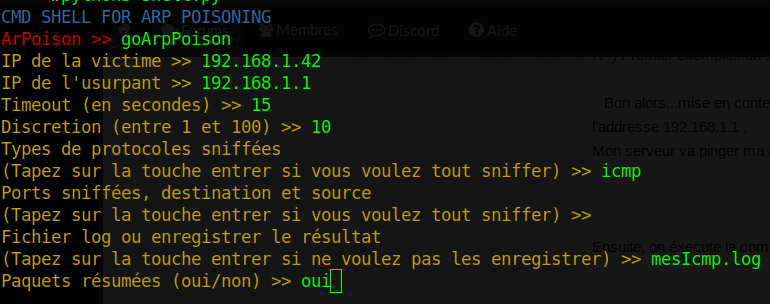 CMD SHELL FOR ARP POISONING
ArPoison >> goArpPoison
Membres
Discord
Aide
IP de la victime >> 192.168.1.42
IP de l'usurpant >> 192.168.1.1
Timeout (en secondes) >> 15
Bon alors...mise en conte
Discretion (entre 1 et 100) >> 10
l'addresse 192.168.1.1 .
Types de protocoles sniffées
Mon serveur va pinger ma
(Tapez sur la touche entrer si vous voulez tout sniffer) >> icmp
Ports sniffées, destination et source
(Tapez sur la touche entrer si vous voulez tout sniffer) >>
Fichier log ou enregistrer le résultat
Ensuite, on éxecute la com
(Tapez sur la touche entrer si ne voulez pas les enregistrer) >> mesIcmp.log
Paquets résumées (oui/non) >> oui